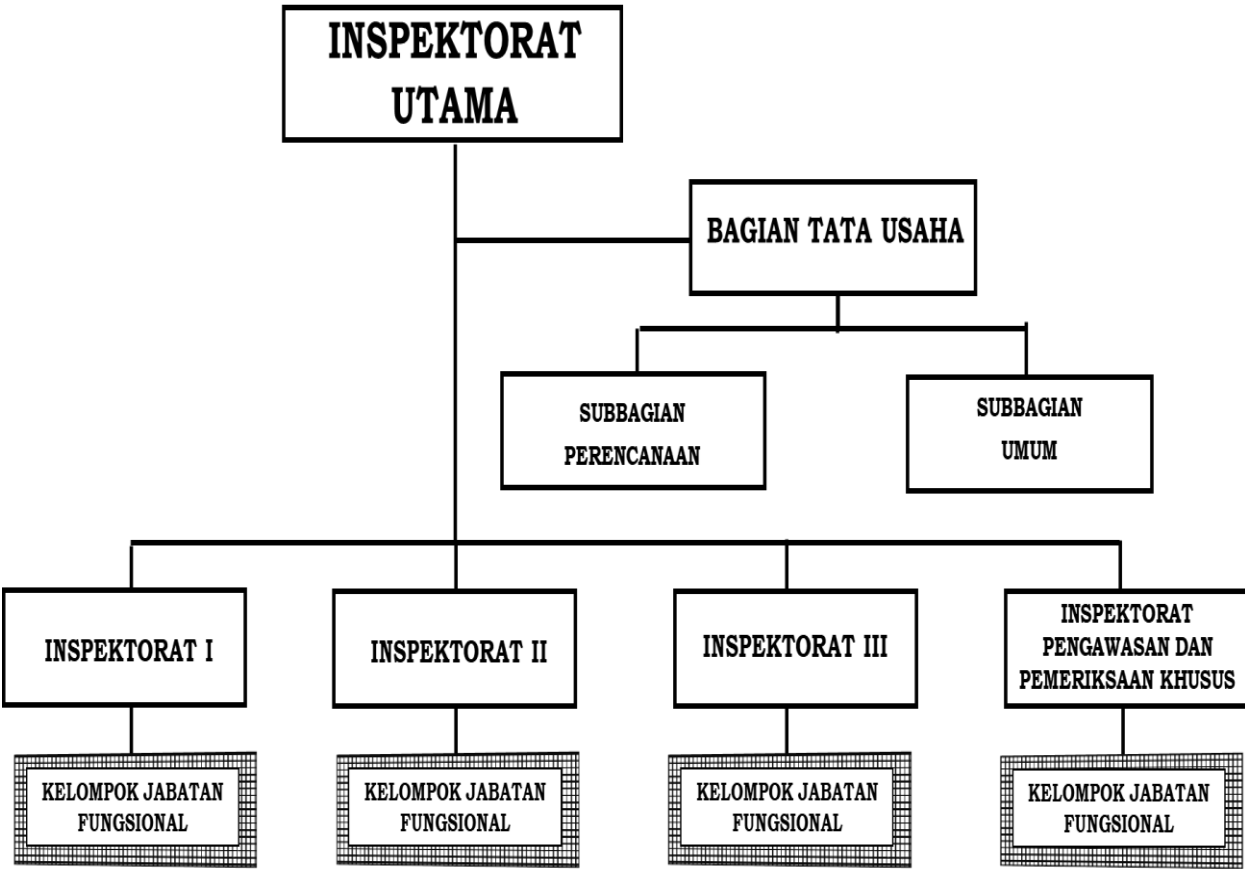 INSPEKTORAT
UTAMA
BAGIAN TATA USAHA
SUBBAGIAN
PERENCANAAN
SUBBAGIAN
UMUM
INSPEKTORAT I
INSPEKTORAT II
INSPEKTORAT III
INSPEKTORAT
PENGAWASAN DAN
PEMERIKSAAN KHUSUS
KELOMPOK JABATAN
FUNGSIONAL
KELOMPOK JABATAN
FUNGSIONAL
KELOMPOK JABATAN
FUNGSIONAL
KELOMPOK JABATAN
FUNGSIONAL